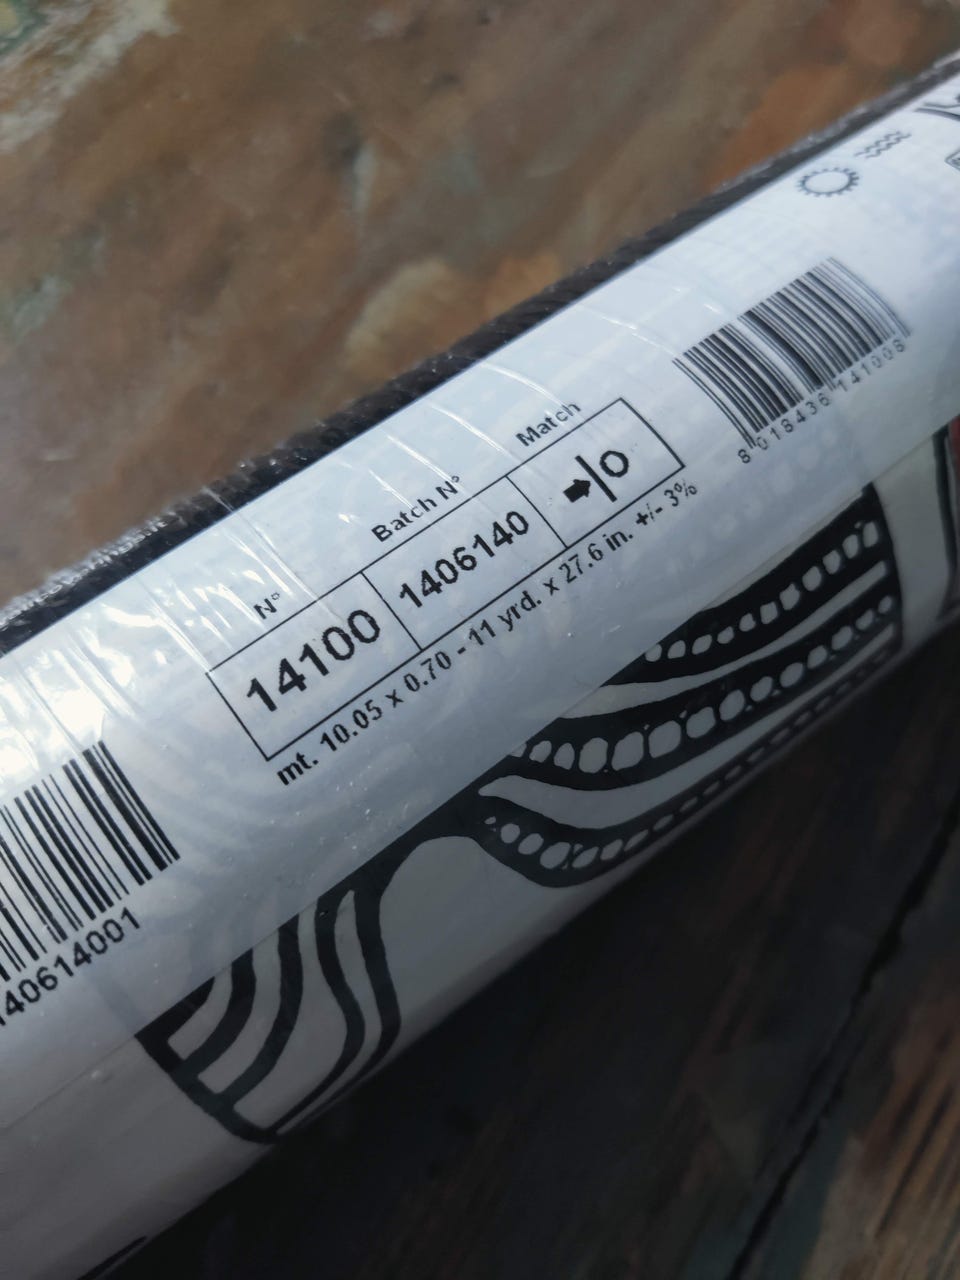 N° Batch N° Match
14100 1406140 0
mt. 10.05 x 0.70 - 11 yrd. x 27.6 in. +/- 3%
8 018436 141008
140614001